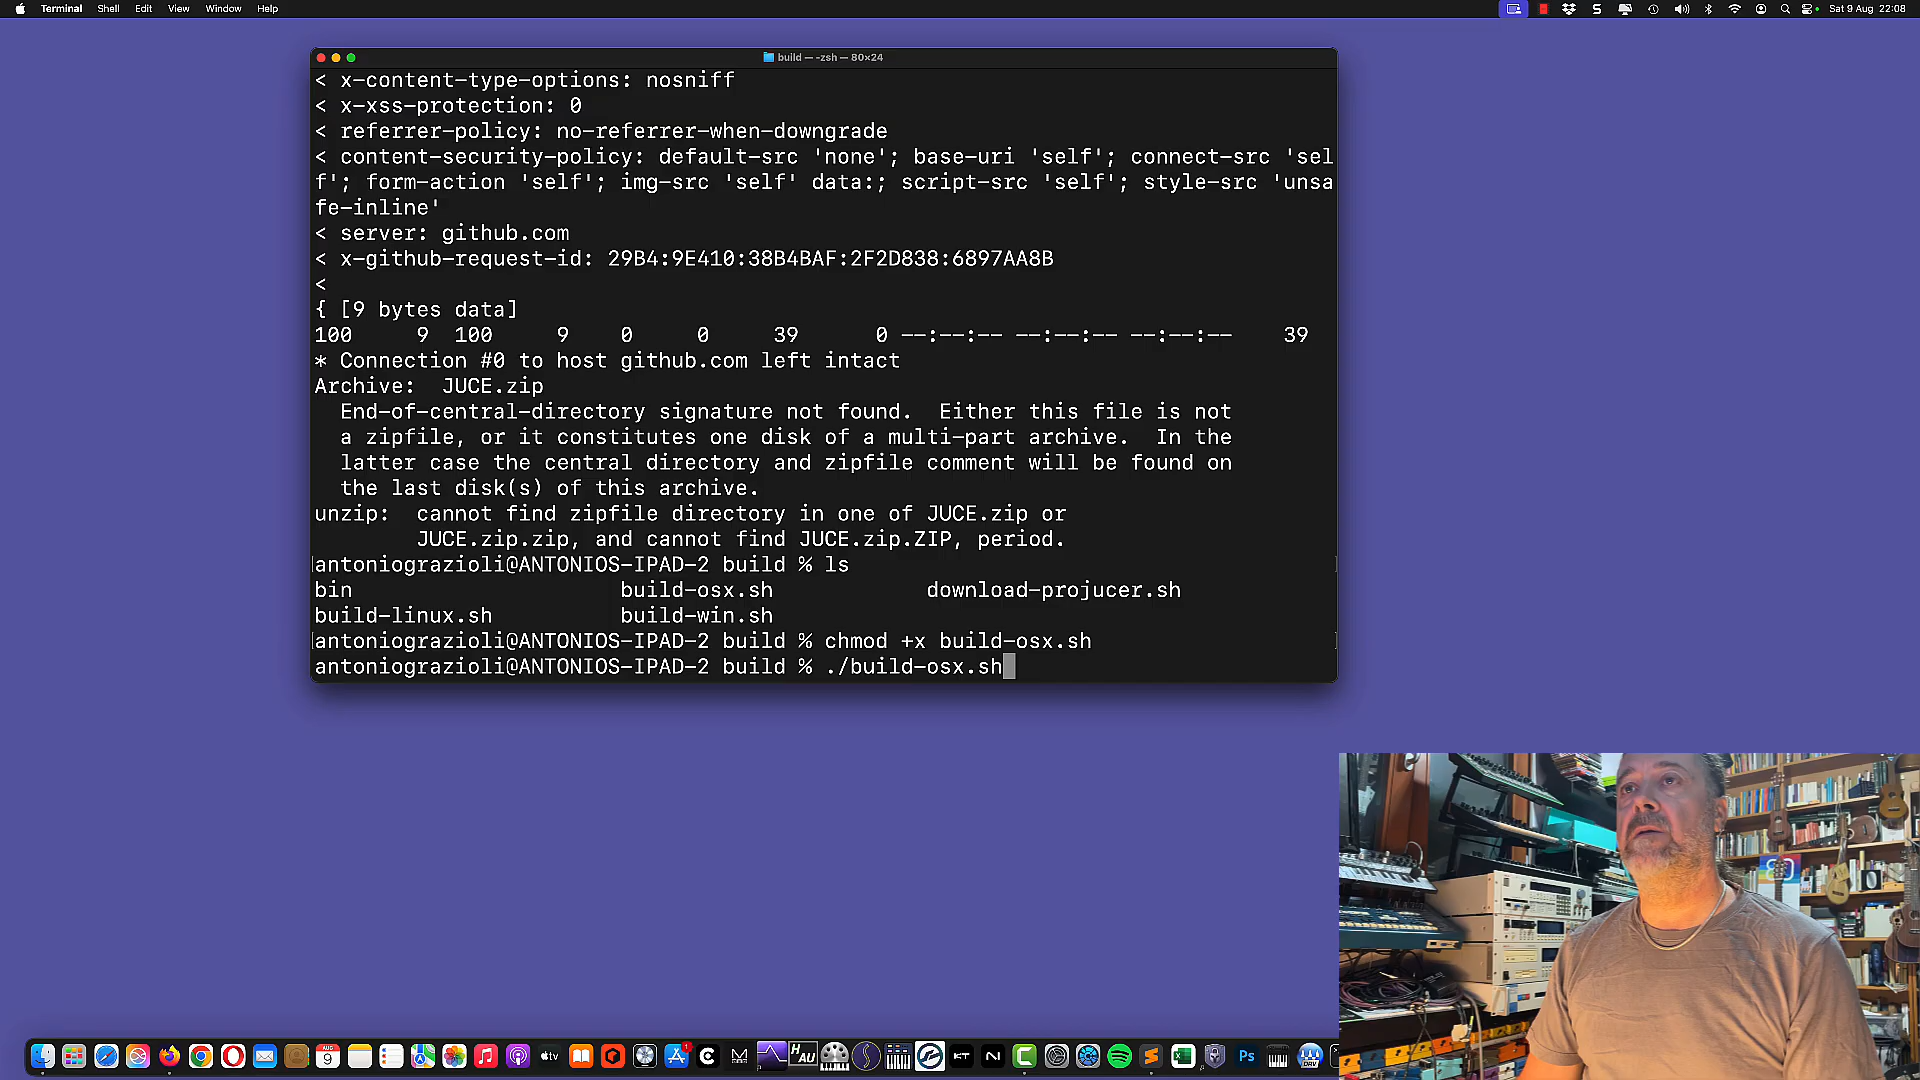 Terminal Shell Edit View Window Help
Sat 9 Aug 22:08
build — -zsh — 80×24
< x-content-type-options: nosniff
< x-xss-protection: 0
< referrer-policy: no-referrer-when-downgrade
< content-security-policy: default-src 'none'; base-uri 'self'; connect-src 'sel
f'; form-action 'self'; img-src 'self' data:; script-src 'self'; style-src 'unsa
fe-inline'
< server: github.com
< x-github-request-id: 29B4:9E410:38B4BAF:2F2D838:6897AA8B
<
{ [9 bytes data]
100 9 100 9 0 0 39 0 --:--:-- --:--:-- --:--:-- 39
* Connection #0 to host github.com left intact
Archive: JUCE.zip
End-of-central-directory signature not found. Either this file is not
a zipfile, or it constitutes one disk of a multi-part archive. In the
latter case the central directory and zipfile comment will be found on
the last disk(s) of this archive.
unzip: cannot find zipfile directory in one of JUCE.zip or
JUCE.zip.zip, and cannot find JUCE.zip.ZIP, period.
[antoniograzioli@ANTONIOS-IPAD-2 build % ls ]
bin build-osx.sh download-projucer.sh
build-linux.sh build-win.sh
[antoniograzioli@ANTONIOS-IPAD-2 build % chmod +x build-osx.sh ]
antoniograzioli@ANTONIOS-IPAD-2 build % ./build-osx.sh
AUG
9
tv
1
HAU
KT
N
Ps